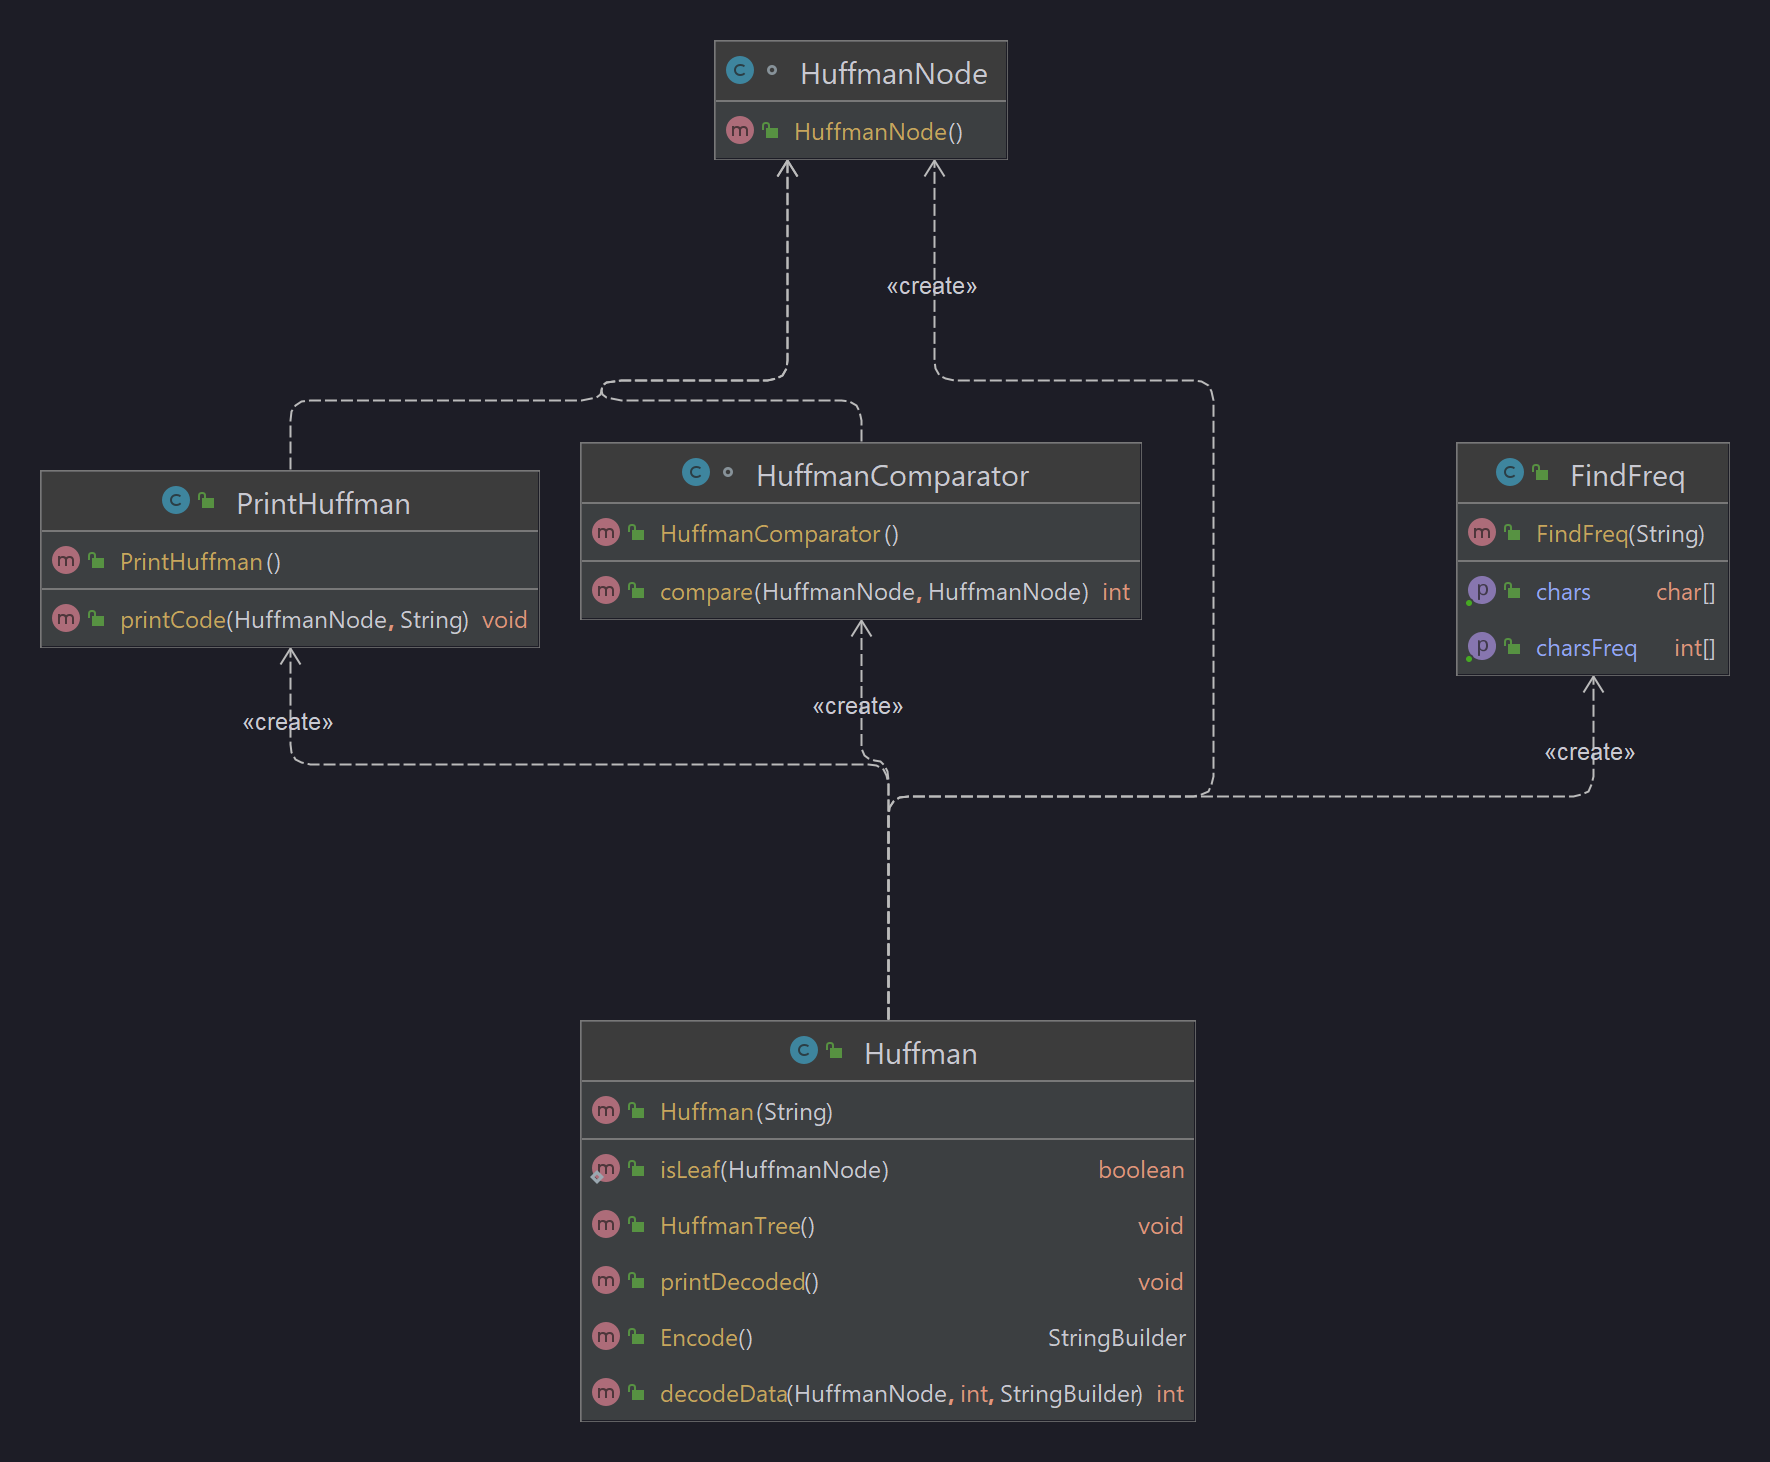 HuffmanNode
HuffmanNode()
«create»
PrintHuffman
PrintHuffman()
printCode(HuffmanNode, String) void
«create»
HuffmanComparator
HuffmanComparator()
compare(HuffmanNode, HuffmanNode) int
«create»
FindFreq
FindFreq(String)
chars char[]
charsFreq int[]
«create»
Huffman
Huffman(String)
isLeaf(HuffmanNode) boolean
HuffmanTree() void
printDecoded() void
Encode() StringBuilder
decodeData(HuffmanNode, int, StringBuilder) int